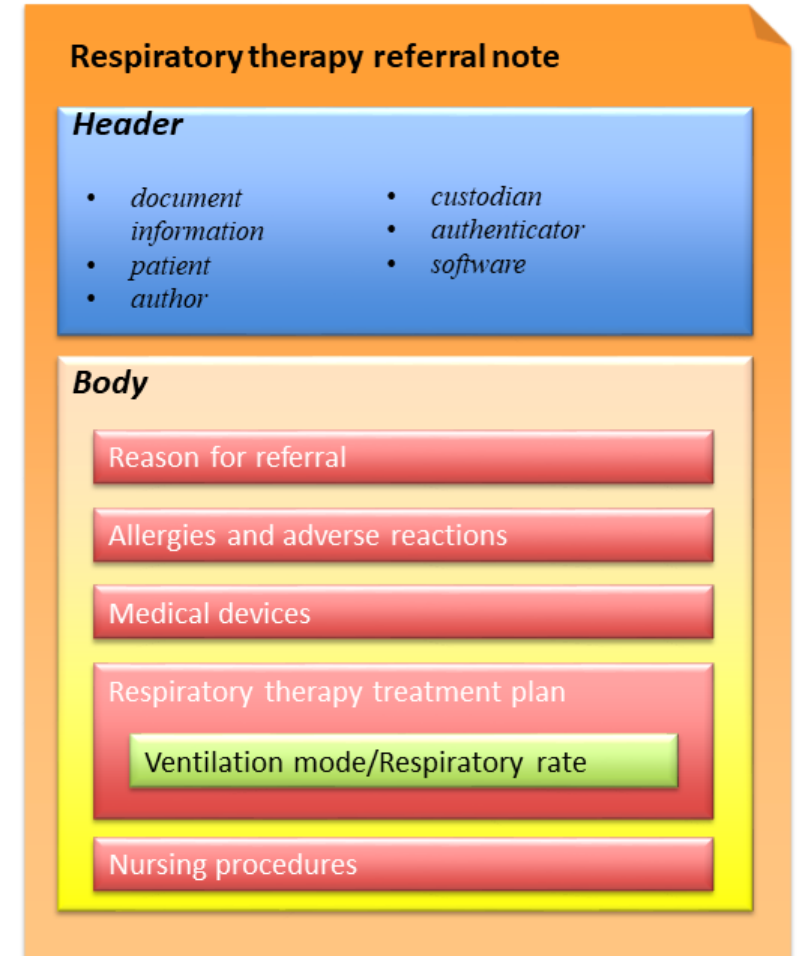 Respiratory therapy referral note
Header
• document
information
• patient
• author
• custodian
• authenticator
• software
Body
Reason for referral
Allergies and adverse reactions
Medical devices
Respiratory therapy treatment plan
Ventilation mode/Respiratory rate
Nursing procedures